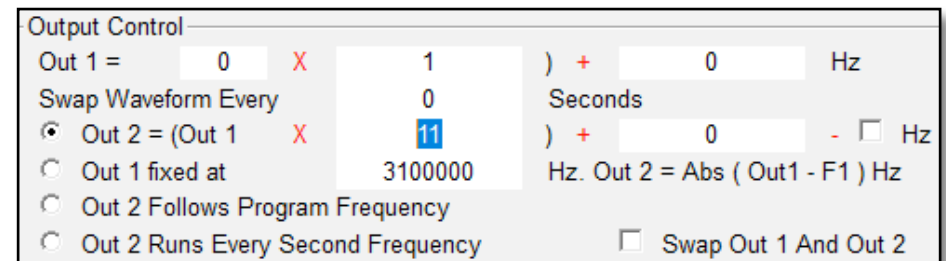 Output Control
Out 1 = 0 X 1 ) + 0 Hz
Swap Waveform Every 0 Seconds
Out 2 = (Out 1 X 11 ) + 0 - Hz
Out 1 fixed at 3100000 Hz. Out 2 = Abs ( Out1 - F1 ) Hz
Out 2 Follows Program Frequency
Out 2 Runs Every Second Frequency Swap Out 1 And Out 2